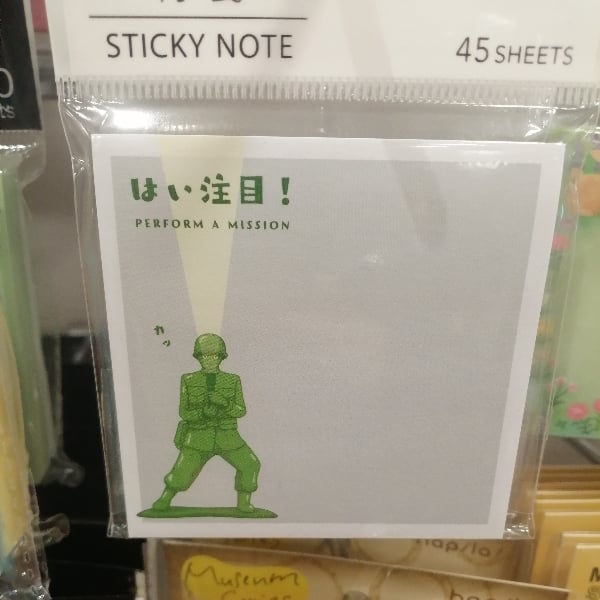 STICKY NOTE
45 SHEETS
はい注目！
PERFORM A MISSION
カッ
Museum